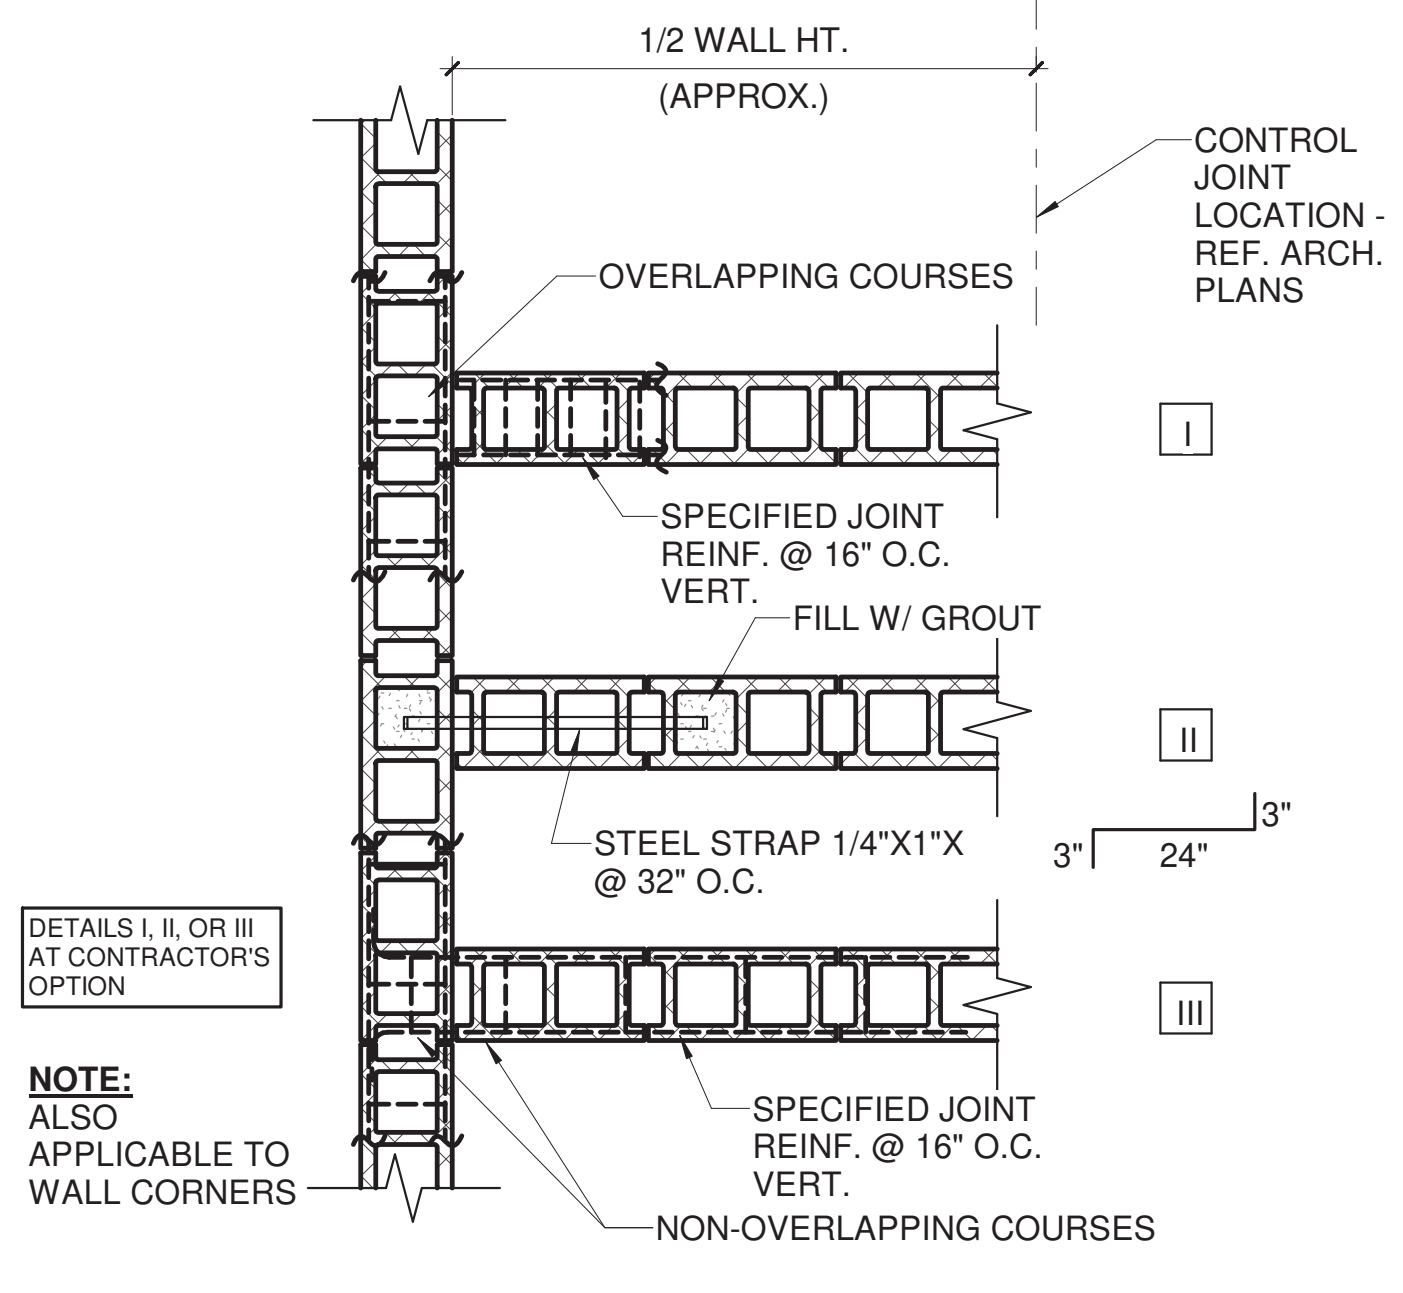 1/2 WALL HT.
(APPROX.)
CONTROL
JOINT
LOCATION -
REF. ARCH.
PLANS
OVERLAPPING COURSES
I
SPECIFIED JOINT
REINF. @ 16" O.C.
VERT.
FILL W/ GROUT
II
STEEL STRAP 1/4"X1"X
@ 32" O.C.
3"
24"
3"
DETAILS I, II, OR III
AT CONTRACTOR'S
OPTION
III
NOTE:
ALSO
APPLICABLE TO
WALL CORNERS
SPECIFIED JOINT
REINF. @ 16" O.C.
VERT.
NON-OVERLAPPING COURSES